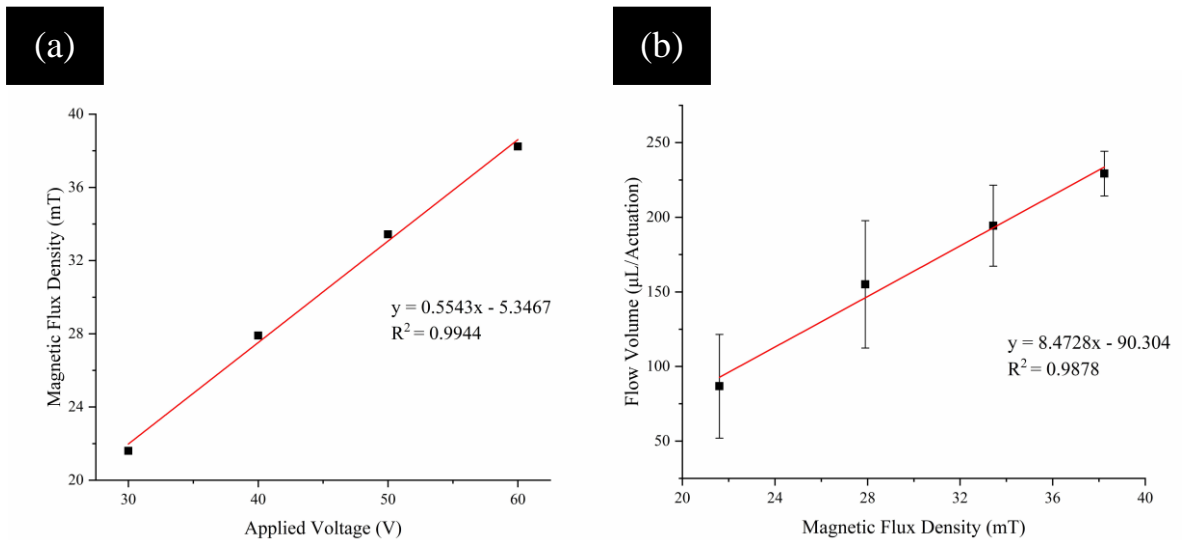 (a)
40
36
32
28
24
20
Magnetic Flux Density (mT)
y = 0.5543x - 5.3467
R² = 0.9944
30 40 50 60
Applied Voltage (V)
(b)
250
200
150
100
50
Flow Volume (μL/Actuation)
y = 8.4728x - 90.304
R² = 0.9878
20 24 28 32 36 40
Magnetic Flux Density (mT)